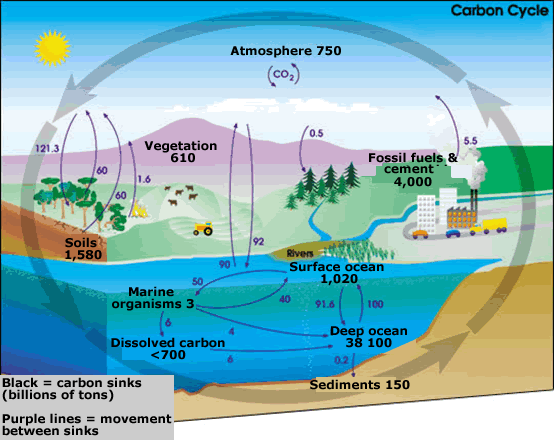 Carbon Cycle
Atmosphere 750
CO2
121.3
60
60
1.6
Vegetation
610
0.5
5.5
Fossil fuels &
cement
4,000
Soils
1,580
90
92
Rivers
Surface ocean
1,020
50
40
Marine
organisms 3
91.6
100
6
4
Dissolved carbon
<700
6
Deep ocean
38 100
0.2
Sediments 150
Black = carbon sinks
(billions of tons)
Purple lines = movement
between sinks